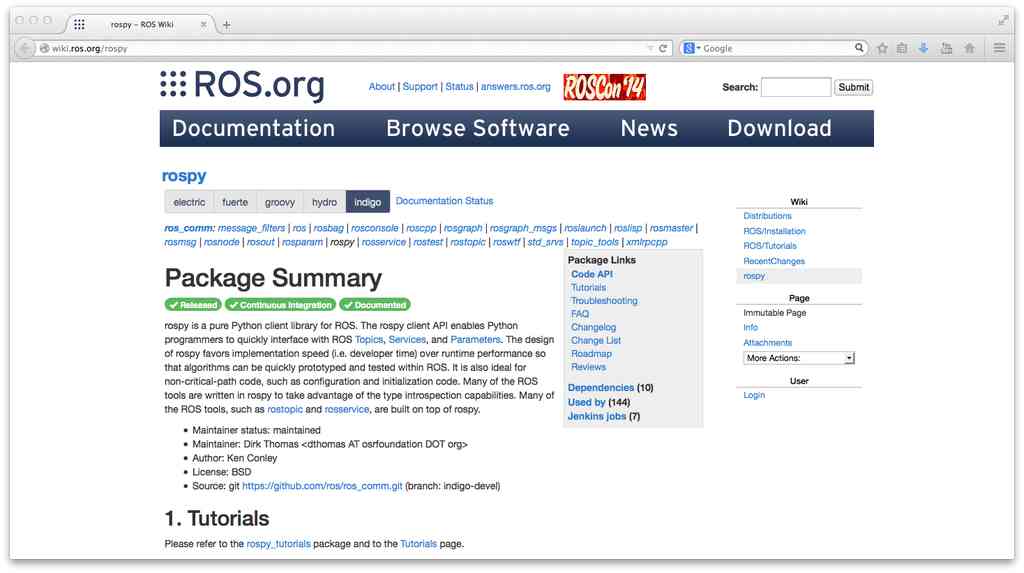 rospy – ROS Wiki
wiki.ros.org/rospy
Google
ROS.org
About | Support | Status | answers.ros.org
ROSCon '14
Search:
Submit
Documentation Browse Software News Download
rospy
electric fuerte groovy hydro indigo Documentation Status
ros_comm: message_filters | ros | rosbag | rosconsole | roscpp | rosgraph | rosgraph_msgs | roslaunch | roslisp | rosmaster |
rosmsg | rosnode | rosout | rosparam | rospy | rosservice | rostest | rostopic | roswtf | std_srvs | topic_tools | xmlrpcpp
Package Summary
Released Continuous Integration Documented
rospy is a pure Python client library for ROS. The rospy client API enables Python
programmers to quickly interface with ROS Topics, Services, and Parameters. The design
of rospy favors implementation speed (i.e. developer time) over runtime performance so
that algorithms can be quickly prototyped and tested within ROS. It is also ideal for
non-critical-path code, such as configuration and initialization code. Many of the ROS
tools are written in rospy to take advantage of the type introspection capabilities. Many of
the ROS tools, such as rostopic and rosservice, are built on top of rospy.
• Maintainer status: maintained
• Maintainer: Dirk Thomas <dthomas AT osrfoundation DOT org>
• Author: Ken Conley
• License: BSD
• Source: git https://github.com/ros/ros_comm.git (branch: indigo-devel)
1. Tutorials
Please refer to the rospy_tutorials package and to the Tutorials page.
Package Links
Code API
Tutorials
Troubleshooting
FAQ
Changelog
Change List
Roadmap
Reviews
Dependencies (10)
Used by (144)
Jenkins jobs (7)
Wiki
Distributions
ROS/Installation
ROS/Tutorials
RecentChanges
rospy
Page
Immutable Page
Info
Attachments
More Actions:
User
Login